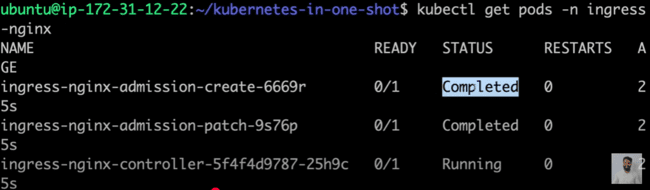 ubuntu@ip-172-31-12-22:~/kubernetes-in-one-shot$ kubectl get pods -n ingress
-nginx
NAME READY STATUS RESTARTS A
GE
ingress-nginx-admission-create-6669r 0/1 Completed 0 2
5s
ingress-nginx-admission-patch-9s76p 0/1 Completed 0 2
5s
ingress-nginx-controller-5f4f4d9787-25h9c 0/1 Running 0 2
5s